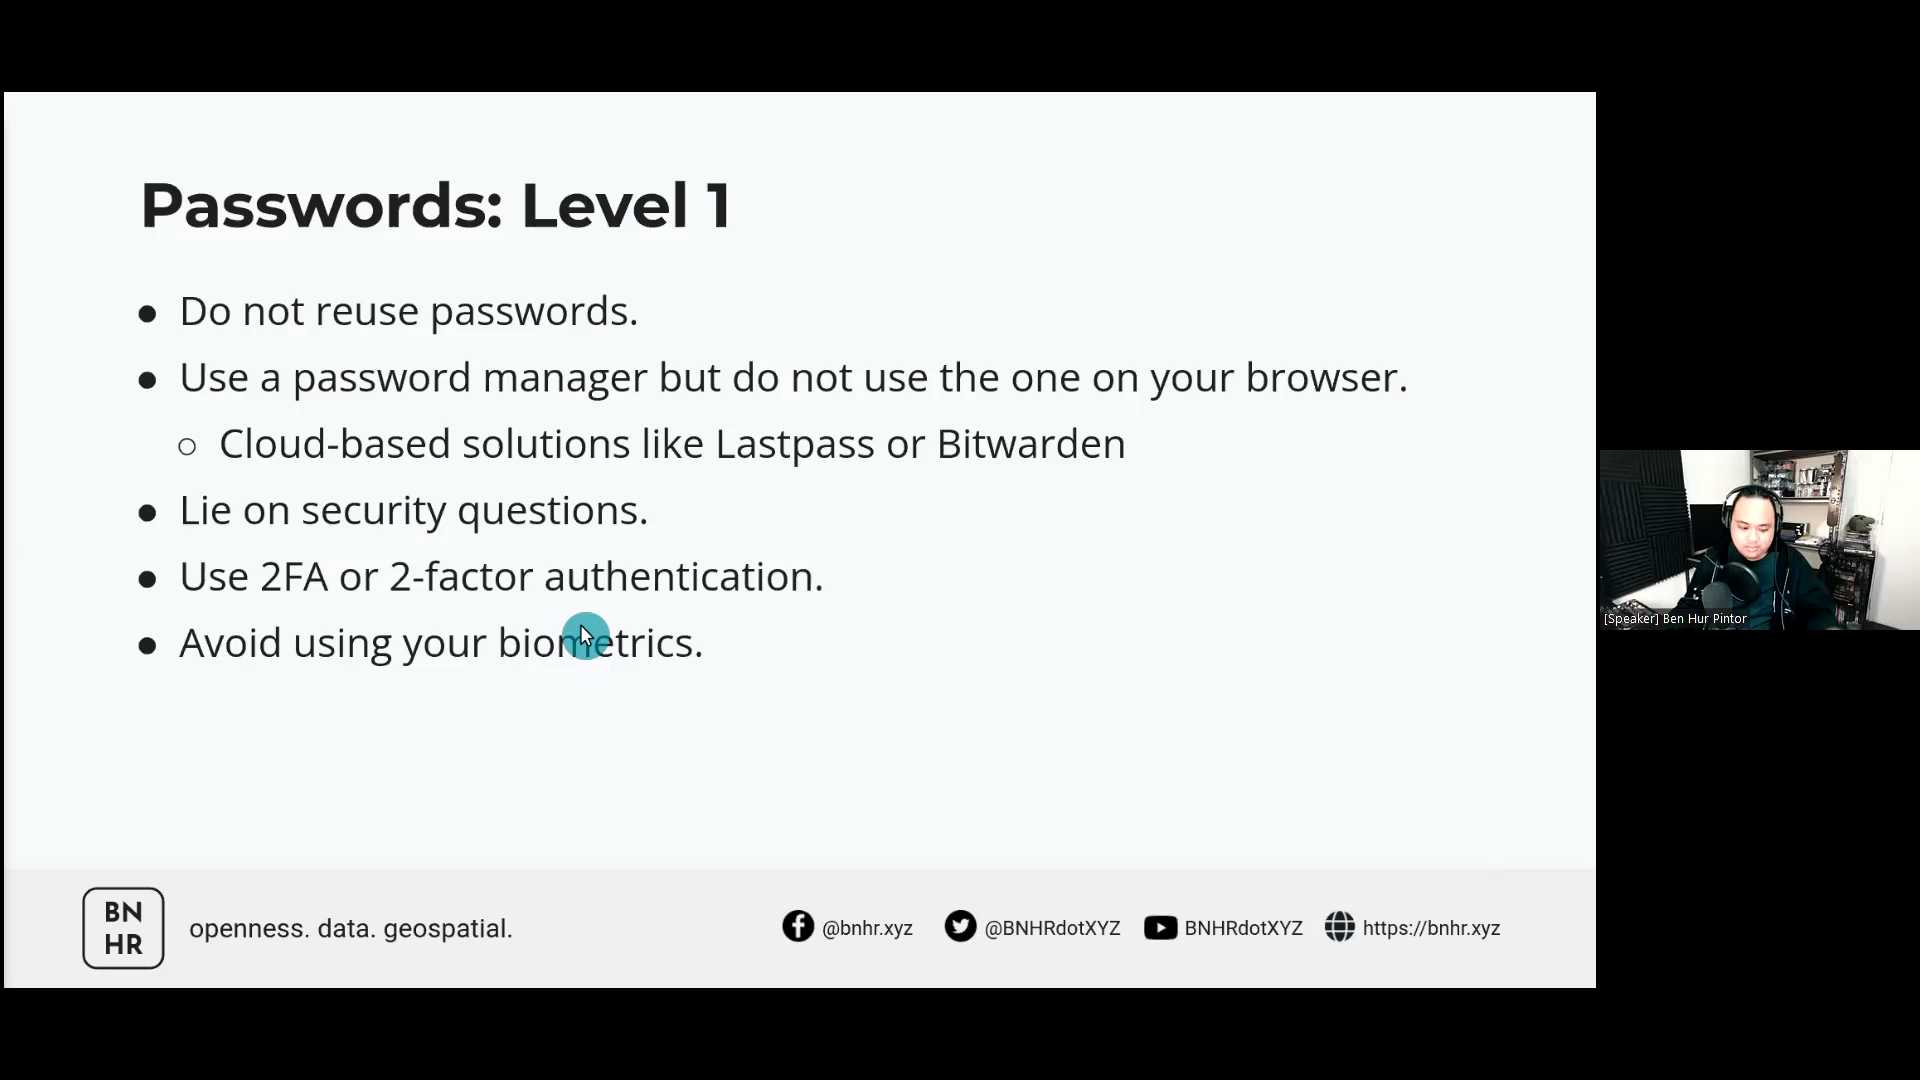 Passwords: Level 1
● Do not reuse passwords.
● Use a password manager but do not use the one on your browser.
○ Cloud-based solutions like Lastpass or Bitwarden
● Lie on security questions.
● Use 2FA or 2-factor authentication.
● Avoid using your biometrics.
[Speaker] Ben Hur Pintor
BN
HR
openness. data. geospatial.
@bnhr.xyz
@BNHRdotXYZ
BNHRdotXYZ
https://bnhr.xyz